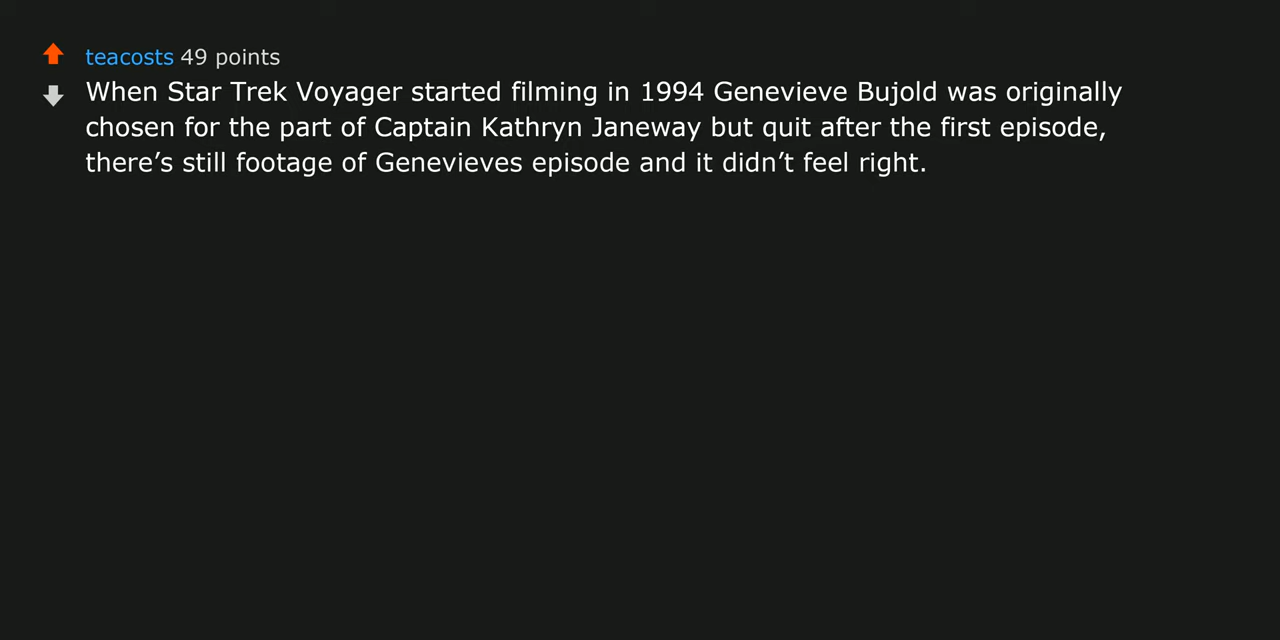 teacosts 49 points
When Star Trek Voyager started filming in 1994 Genevieve Bujold was originally
chosen for the part of Captain Kathryn Janeway but quit after the first episode,
there’s still footage of Genevieves episode and it didn’t feel right.